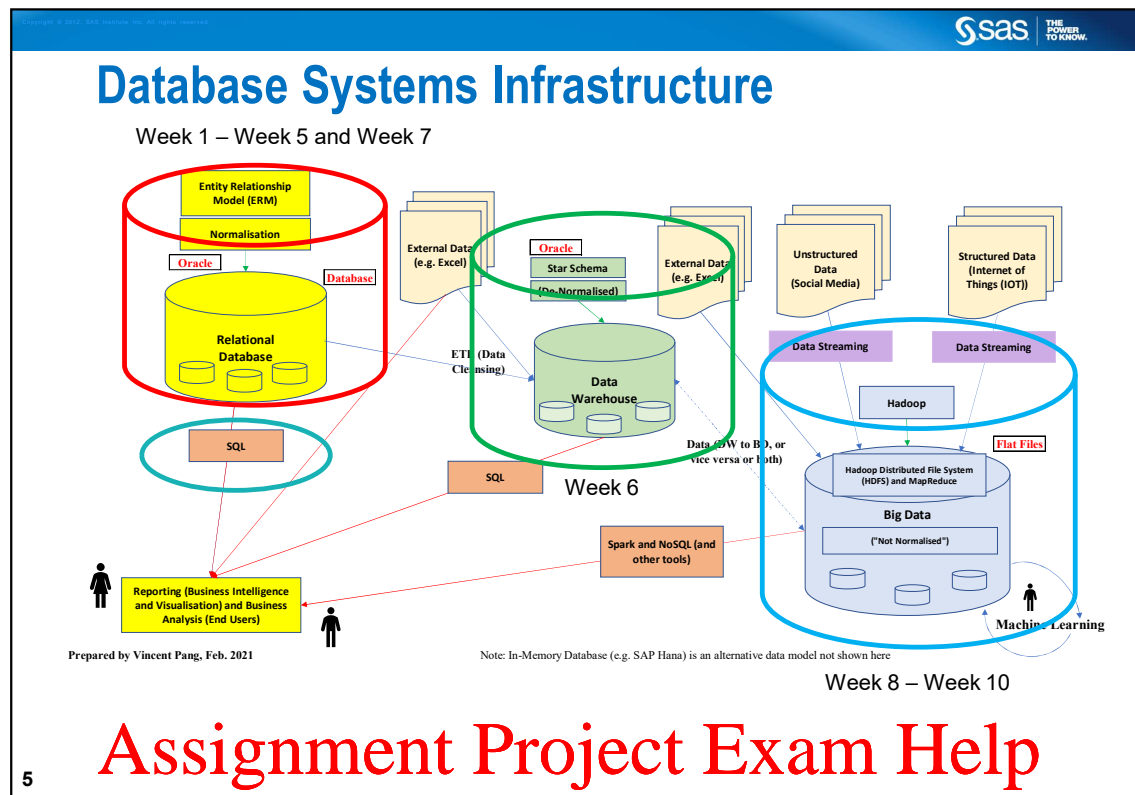 Copyright © 2012, SAS Institute Inc. All rights reserved.
sas THE
POWER
TO KNOW.
Database Systems Infrastructure
Week 1 – Week 5 and Week 7
Entity Relationship
Model (ERM)
Normalisation
Oracle
Database
Relational
Database
External Data
(e.g. Excel)
Oracle
Star Schema
(De-Normalised)
External Data
(e.g. Excel)
Unstructured
Data
(Social Media)
Structured Data
(Internet of
Things (IOT))
Data Streaming
Data Streaming
ETL (Data
Cleansing)
Data
Warehouse
Hadoop
Flat Files
SQL
SQL
Week 6
Data (DW to BD, or
vice versa or both)
Hadoop Distributed File System
(HDFS) and MapReduce
Big Data
("Not Normalised")
Spark and NoSQL (and
other tools)
Reporting (Business Intelligence
and Visualisation) and Business
Analysis (End Users)
Machine Learning
Prepared by Vincent Pang, Feb. 2021
Note: In-Memory Database (e.g. SAP Hana) is an alternative data model not shown here
Week 8 – Week 10
Assignment Project Exam Help
5